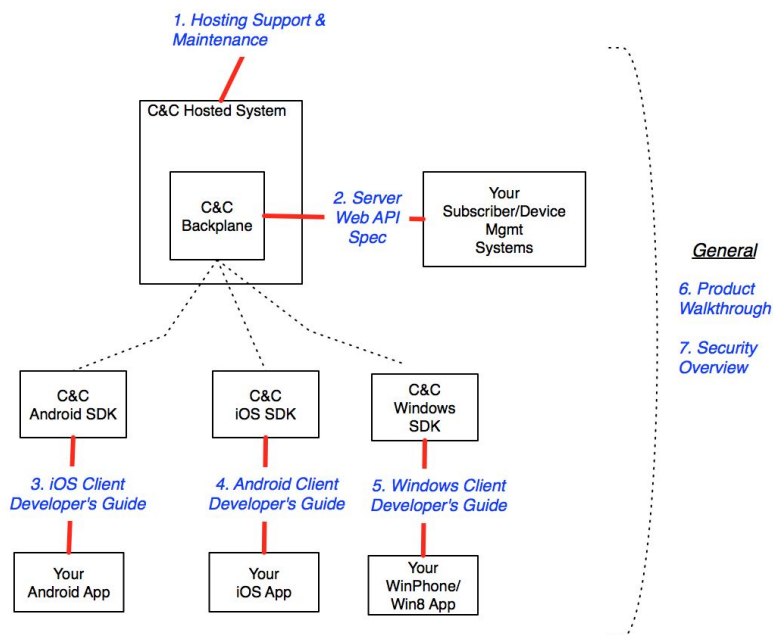 1. Hosting Support &
Maintenance
C&C Hosted System
C&C
Backplane
2. Server
Web API
Spec
Your
Subscriber/Device
Mgmt
Systems
General
6. Product
Walkthrough
7. Security
Overview
C&C
Android SDK
C&C
iOS SDK
C&C
Windows
SDK
3. iOS Client
Developer's Guide
4. Android Client
Developer's Guide
5. Windows Client
Developer's Guide
Your
Android App
Your
iOS App
Your
WinPhone/
Win8 App